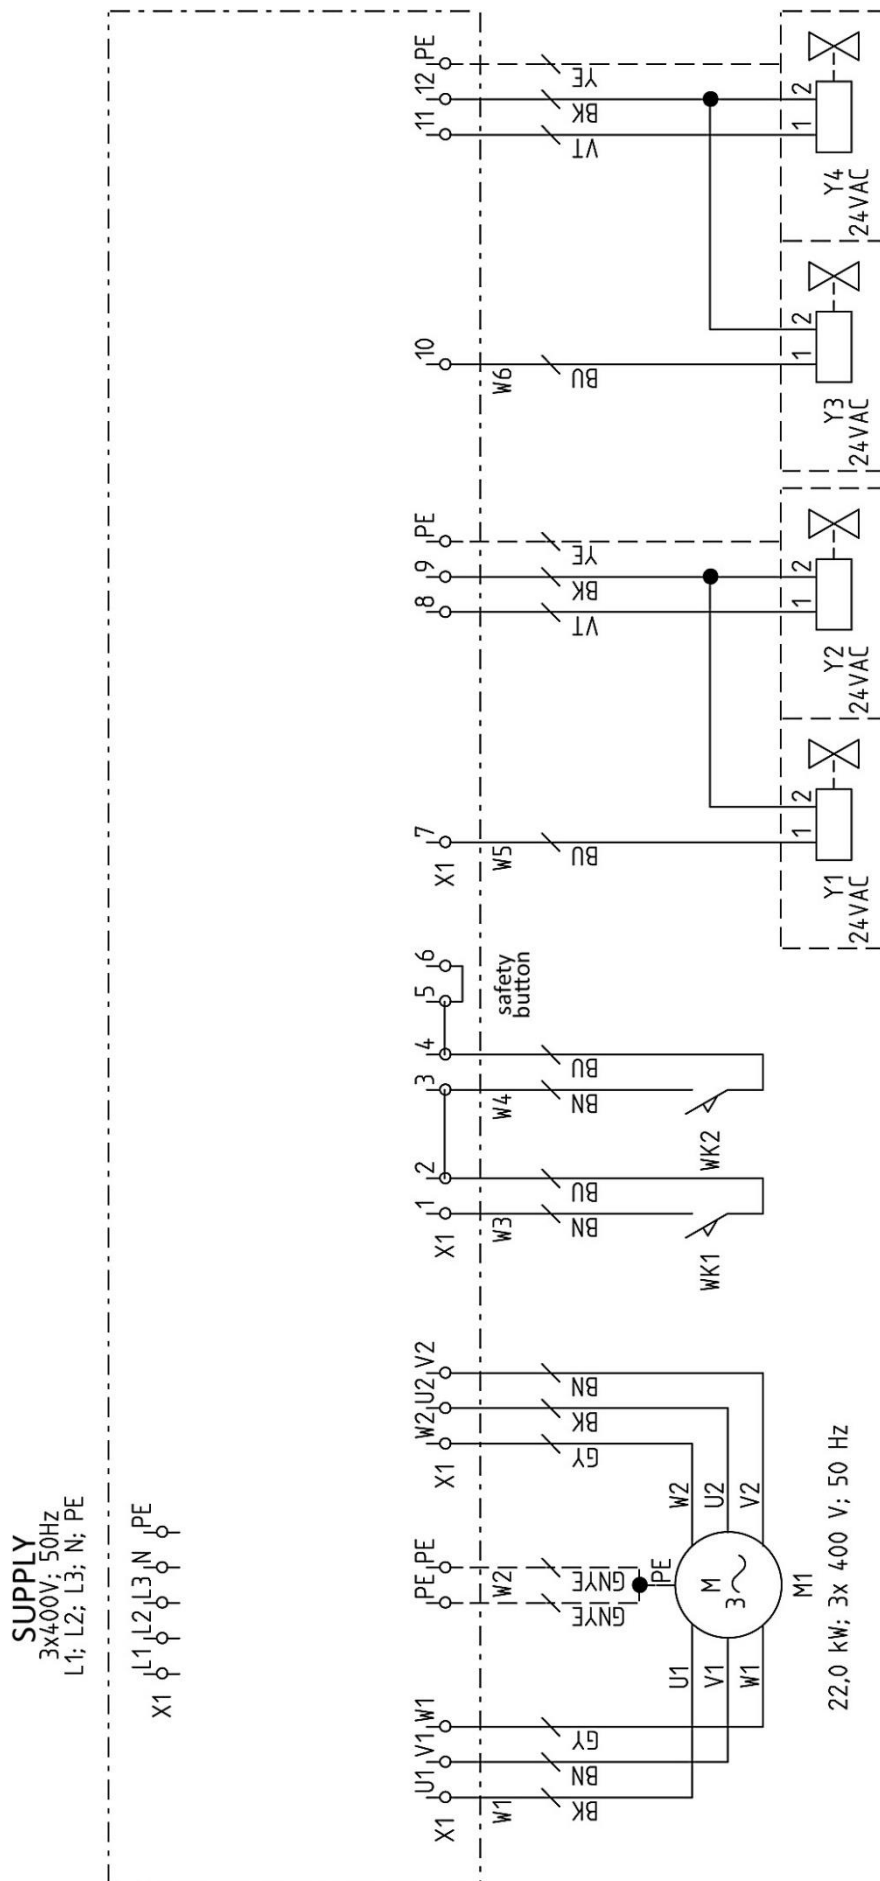 SUPPLY
3x400V; 50Hz
L1; L2; L3; N; PE
X1 L1 L2 L3 N PE
U1 V1 W1 PE PE W2 U2 V2 1 2 3 4 5 6 7 8 9 PE 10 11 12 PE
X1 X1 X1 X1
W1 W2 W3 W4 W5 W6
safety
button
BK BN GY GNYE GNYE GY BK BN BN BU BN BU BU VT BK YE BU VT BK YE
PE
U1 W2
V1 M U2
W1 3~ V2
WK1 WK2
M1
22,0 kW; 3x 400 V; 50 Hz
1 2 1 2 1 2 1 2
Y1 Y2 Y3 Y4
24VAC 24VAC 24VAC 24VAC